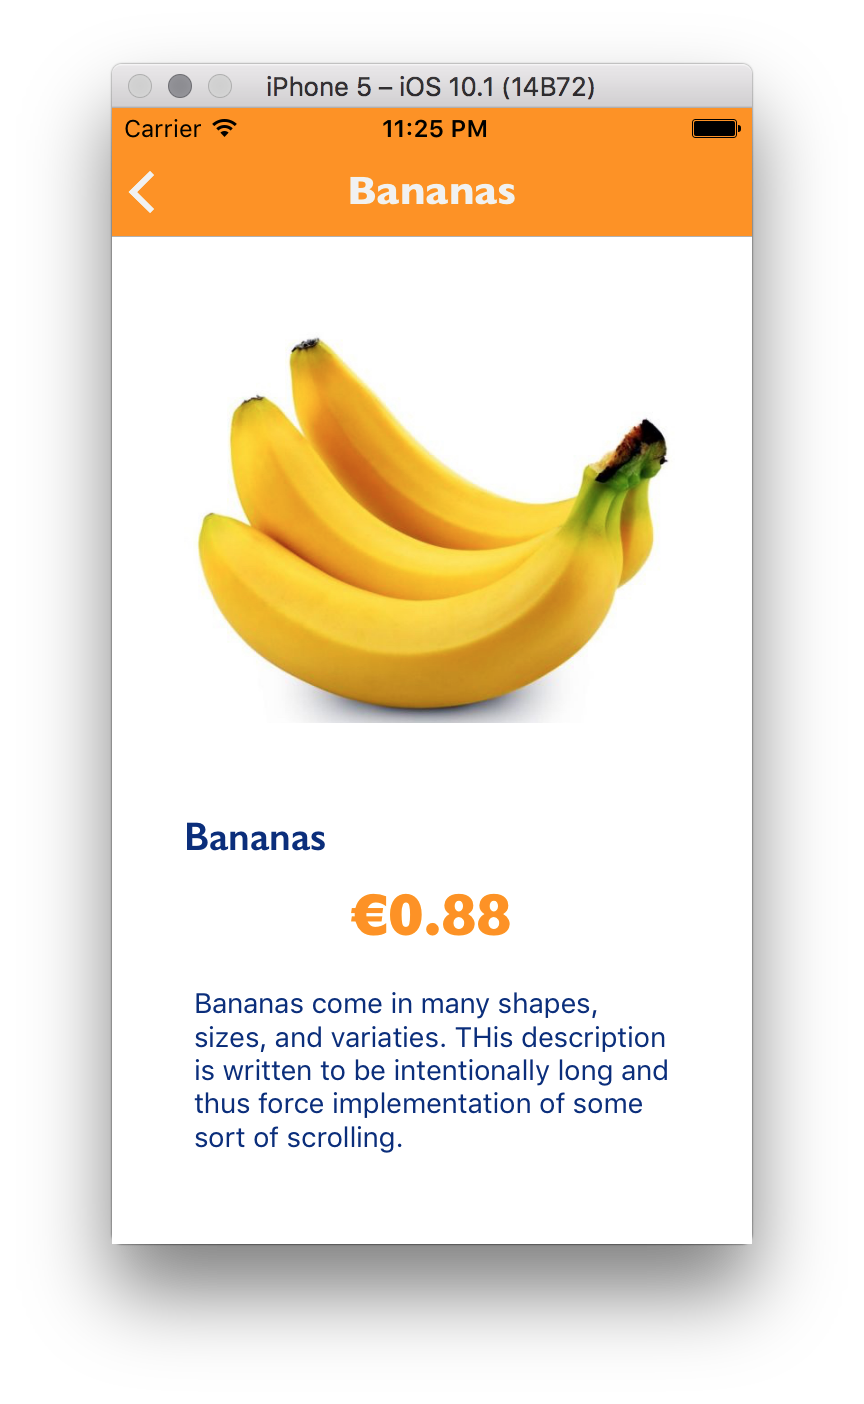 iPhone 5 – iOS 10.1 (14B72)
Carrier 11:25 PM
Bananas
Bananas
€0.88
Bananas come in many shapes,
sizes, and variaties. THis description
is written to be intentionally long and
thus force implementation of some
sort of scrolling.